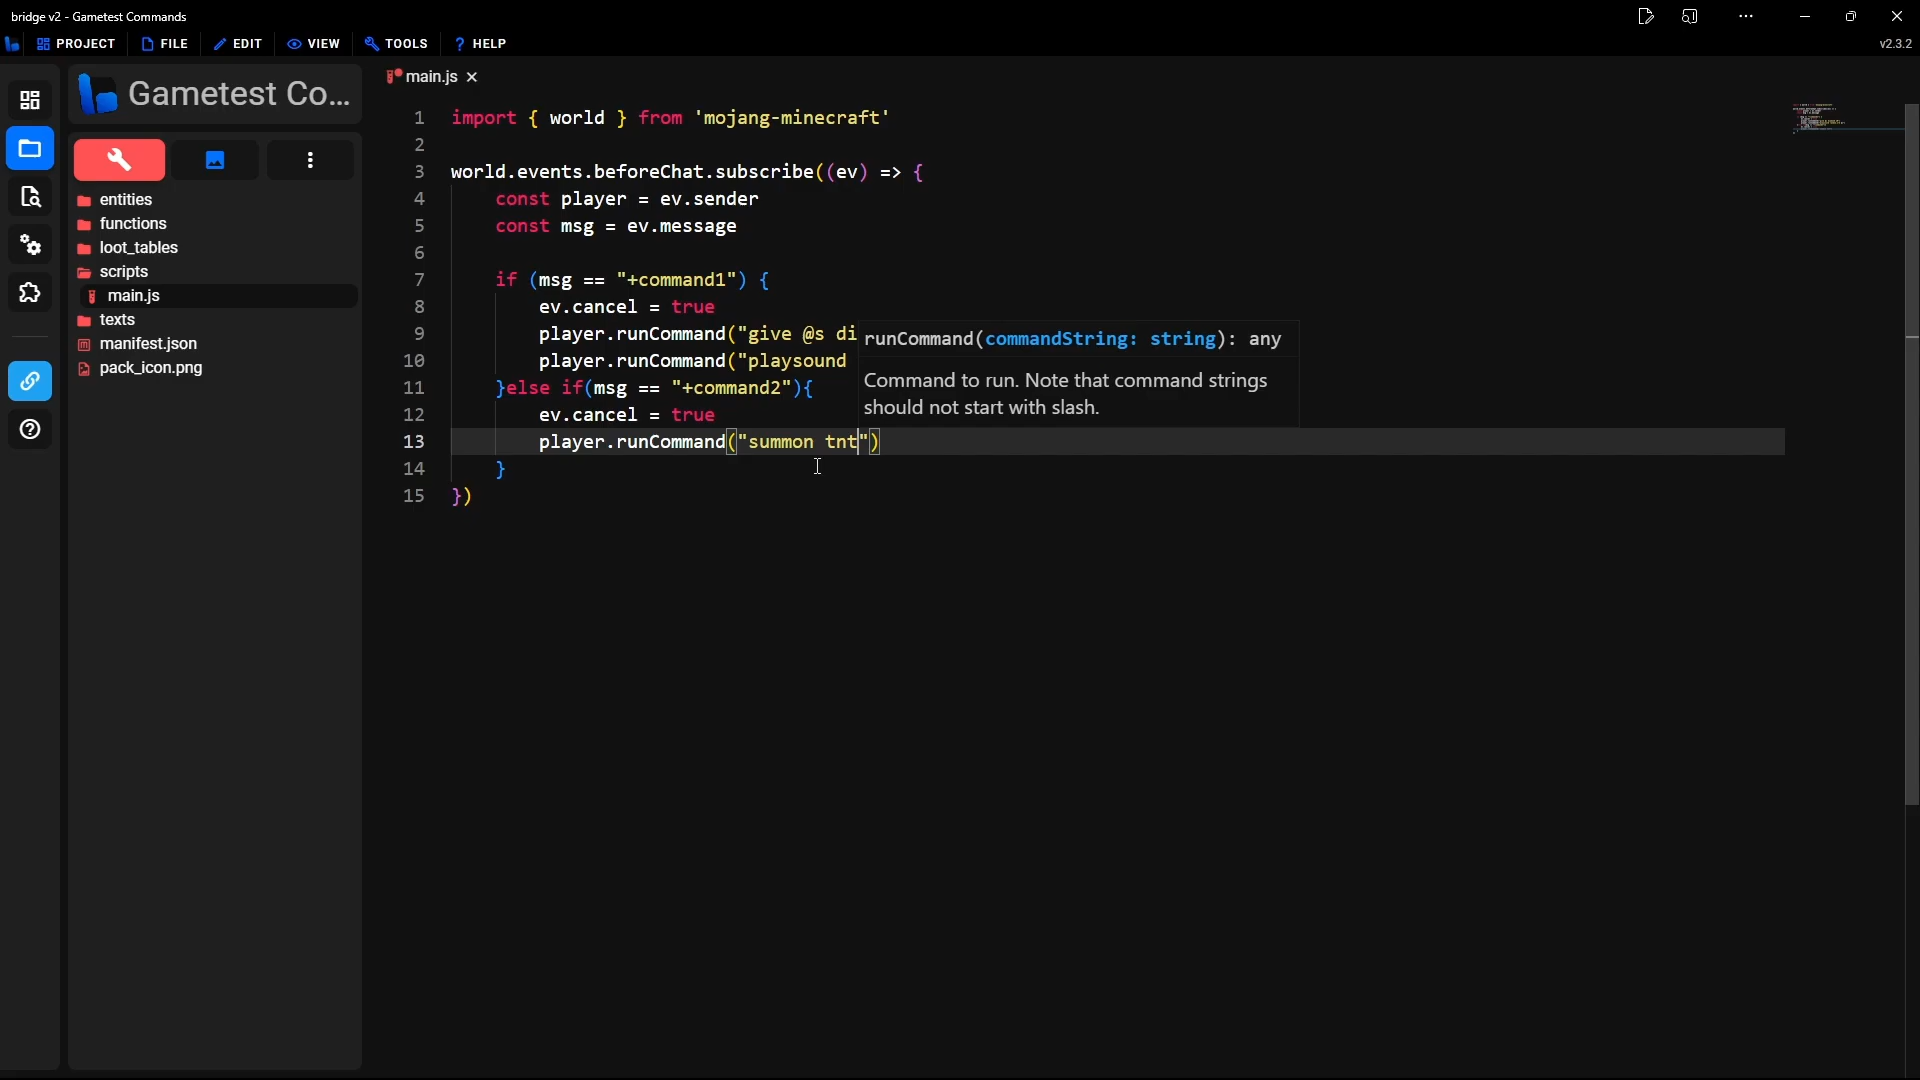 bridge v2 - Gametest Commands
PROJECT FILE EDIT VIEW TOOLS HELP
v2.3.2
Gametest Co...
entities
functions
loot_tables
scripts
main.js
texts
manifest.json
pack_icon.png
main.js
1 import { world } from 'mojang-minecraft'
2
3 world.events.beforeChat.subscribe((ev) => {
4 const player = ev.sender
5 const msg = ev.message
6
7 if (msg == "+command1") {
8 ev.cancel = true
9 player.runCommand("give @s di
10 player.runCommand("playsound
11 }else if(msg == "+command2"){
12 ev.cancel = true
13 player.runCommand("summon tnt")
14 }
15 })
runCommand(commandString: string): any
Command to run. Note that command strings
should not start with slash.